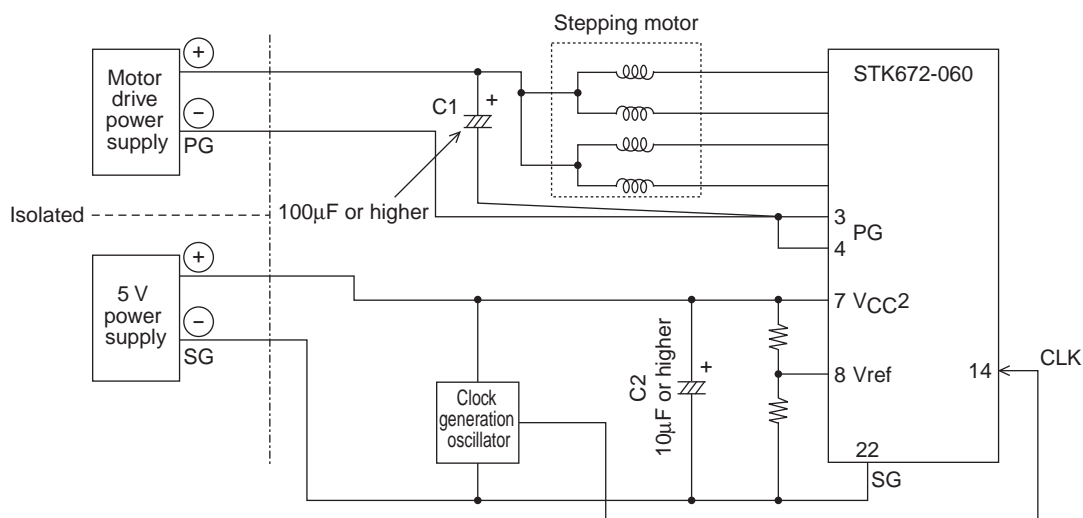 Stepping motor
+
Motor
drive
power
supply
−
PG
C1
+
100µF or higher
STK672-060
Isolated
3
PG
4
+
5 V
power
supply
−
SG
7 VCC2
C2
10µF or higher
+
8 Vref
14
CLK
Clock
generation
oscillator
22
SG